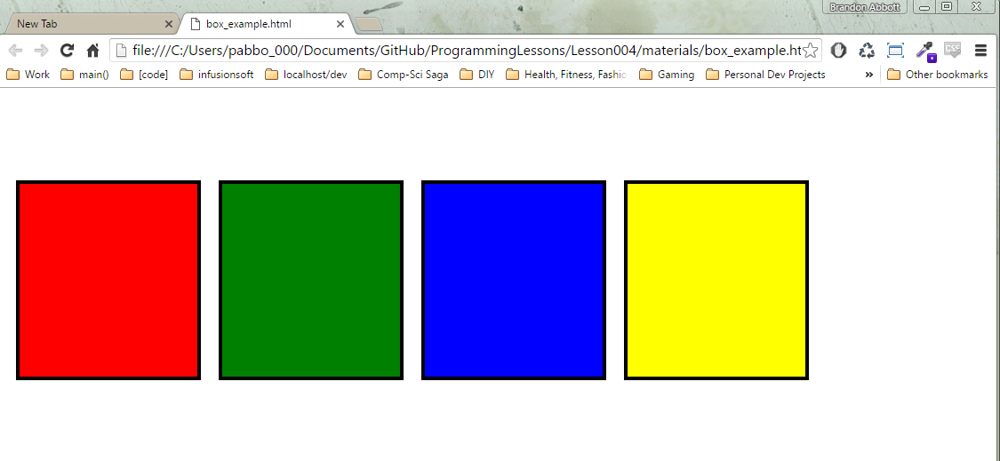 Brandon Abbott
New Tab box_example.html
file:///C:/Users/pabbo_000/Documents/GitHub/ProgrammingLessons/Lesson004/materials/box_example.ht
Work main() [code] infusionsoft localhost/dev Comp-Sci Saga DIY Health, Fitness, Fashio Gaming Personal Dev Projects » Other bookmarks